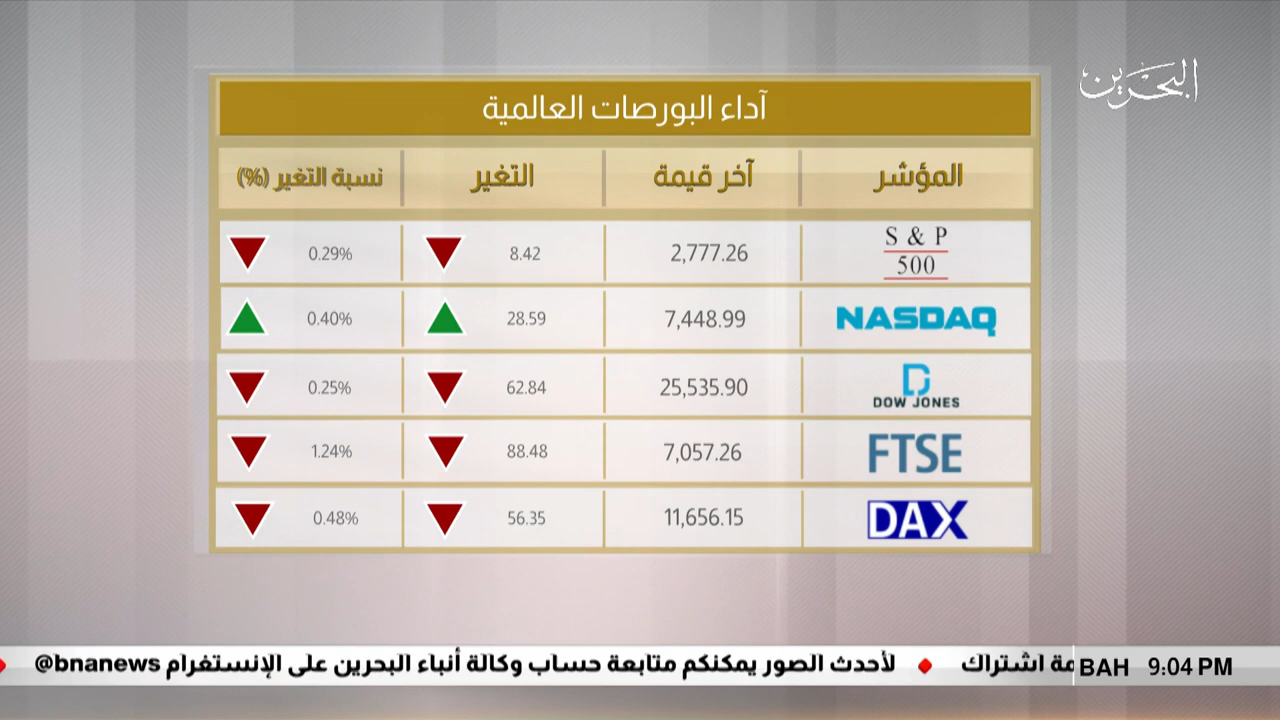 البحرين
آداء البورصات العالمية
المؤشر آخر قيمة التغير نسبة التغير (%)
S & P
500 2,777.26 8.42 0.29%
NASDAQ 7,448.99 28.59 0.40%
DOW JONES 25,535.90 62.84 0.25%
FTSE 7,057.26 88.48 1.24%
DAX 11,656.15 56.35 0.48%
BAH 9:04 PM
مة اشتراك ♦ لأحدث الصور يمكنكم متابعة حساب وكالة أنباء البحرين على الإنستغرام @bnanews